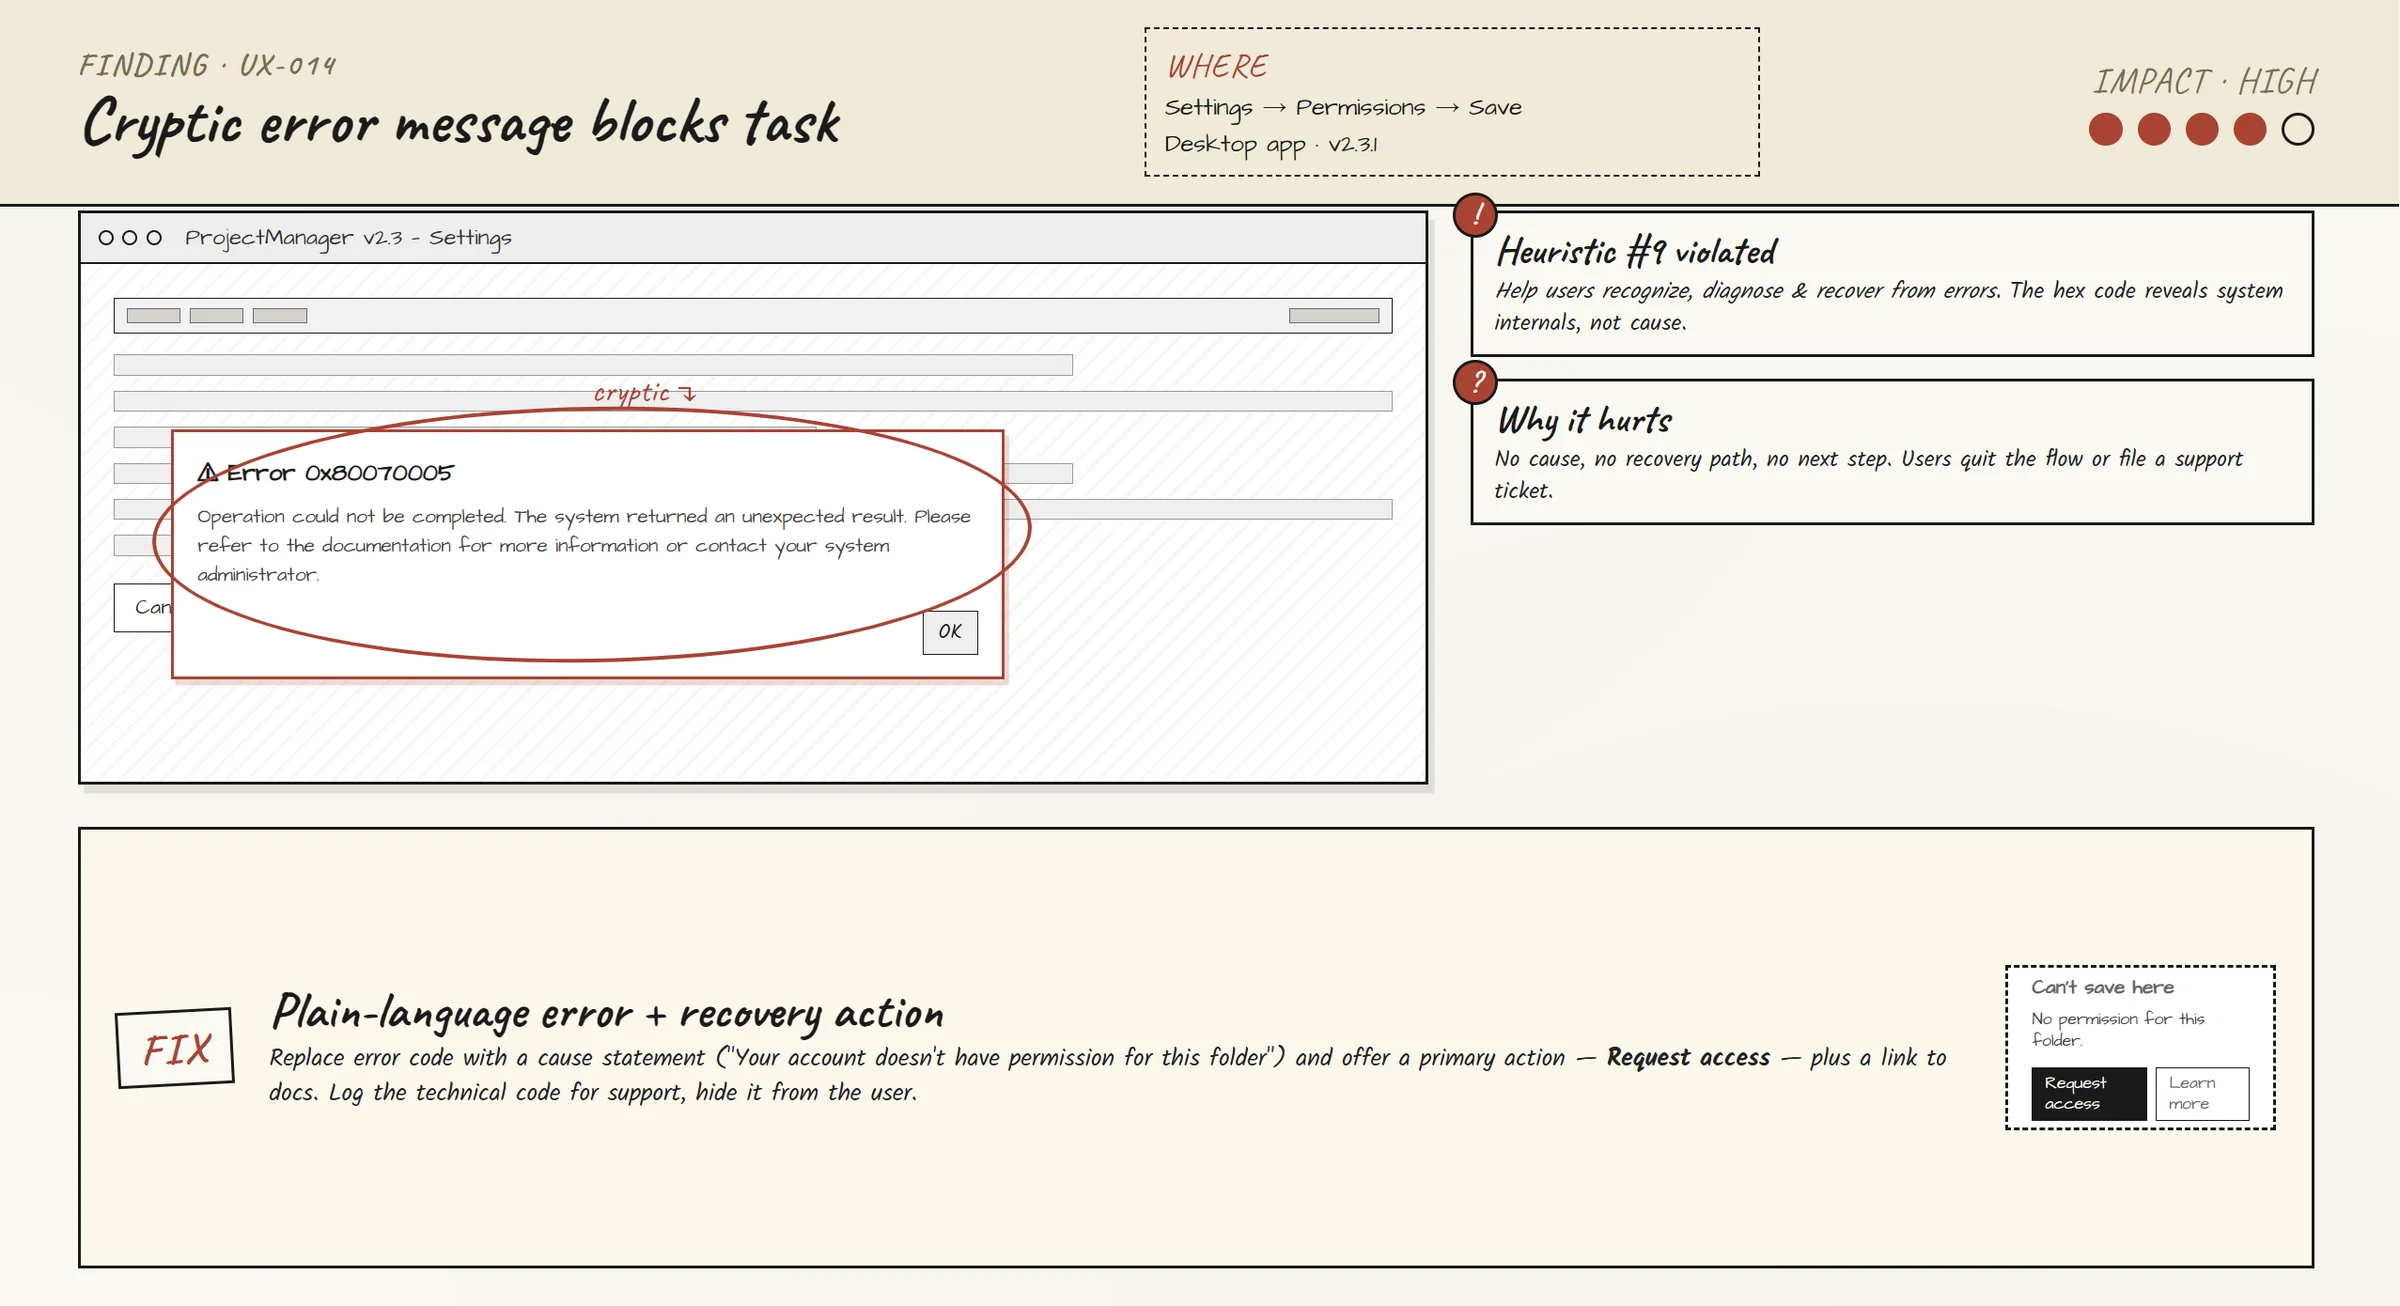 FINDING · UX-014
Cryptic error message blocks task
WHERE
Settings → Permissions → Save
Desktop app · v2.3.1
IMPACT · HIGH
ProjectManager v2.3 - Settings
cryptic ↴
⚠ Error 0x80070005
Operation could not be completed. The system returned an unexpected result. Please
refer to the documentation for more information or contact your system
administrator.
Can
OK
!
Heuristic #9 violated
Help users recognize, diagnose & recover from errors. The hex code reveals system
internals, not cause.
?
Why it hurts
No cause, no recovery path, no next step. Users quit the flow or file a support
ticket.
FIX
Plain-language error + recovery action
Replace error code with a cause statement ("Your account doesn't have permission for this folder") and offer a primary action — Request access — plus a link to
docs. Log the technical code for support, hide it from the user.
Can't save here
No permission for this
folder.
Request
access
Learn
more